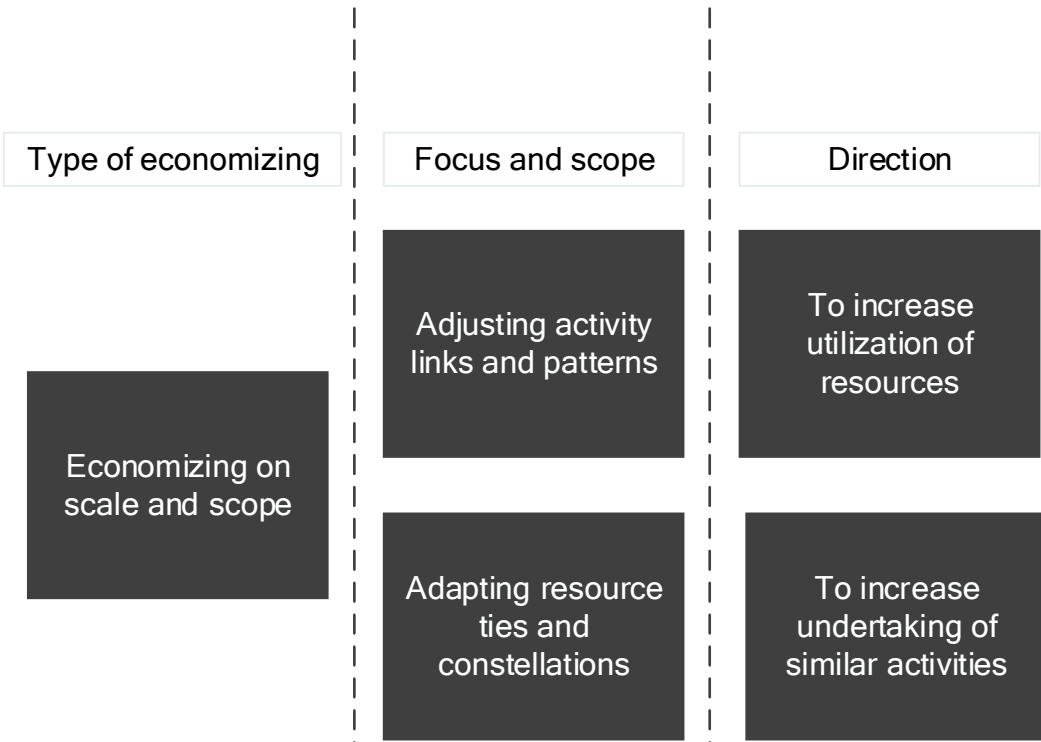 Type of economizing
Focus and scope
Direction
Economizing on
scale and scope
Adjusting activity
links and patterns
To increase
utilization of
resources
Adapting resource
ties and
constellations
To increase
undertaking of
similar activities